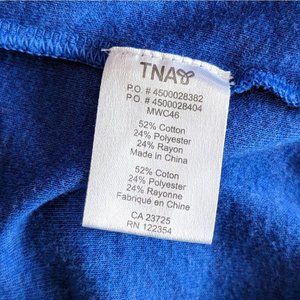 TNA
P.O. # 4500028382
P.O. # 4500028404
MWC46
52% Cotton
24% Polyester
24% Rayon
Made in China
52% Coton
24% Polyester
24% Rayonne
Fabriqué en Chine
CA 23725
RN 122354